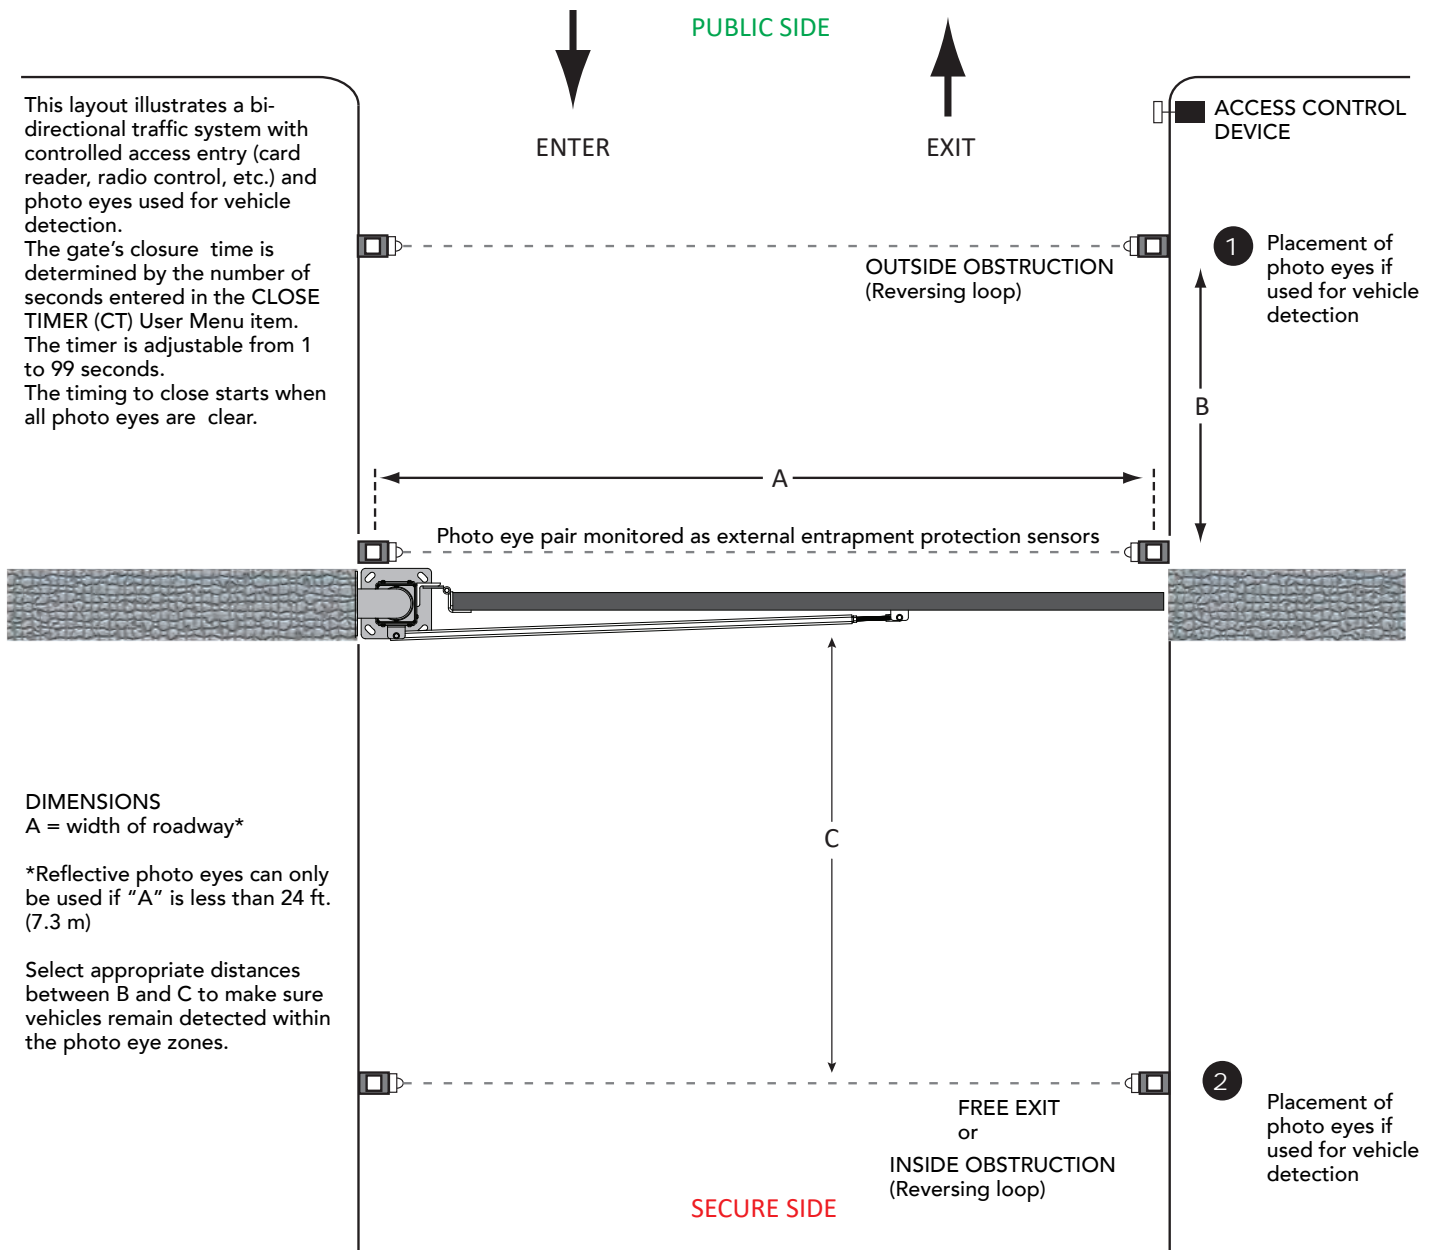 PUBLIC SIDE
This layout illustrates a bi-
directional traffic system with
controlled access entry (card
reader, radio control, etc.) and
photo eyes used for vehicle
detection.
The gate's closure  time is
determined by the number of
seconds entered in the CLOSE
TIMER (CT) User Menu item.
The timer is adjustable from 1
to 99 seconds.
The timing to close starts when
all photo eyes are  clear.
ENTER
EXIT
ACCESS CONTROL
DEVICE
OUTSIDE OBSTRUCTION
(Reversing loop)
1
Placement of
photo eyes if
used for vehicle
detection
B
A
Photo eye pair monitored as external entrapment protection sensors
C
DIMENSIONS
A = width of roadway*
*Reflective photo eyes can only
be used if “A” is less than 24 ft.
(7.3 m)
Select appropriate distances
between B and C to make sure
vehicles remain detected within
the photo eye zones.
2
Placement of
photo eyes if
used for vehicle
detection
FREE EXIT
or
INSIDE OBSTRUCTION
(Reversing loop)
SECURE SIDE